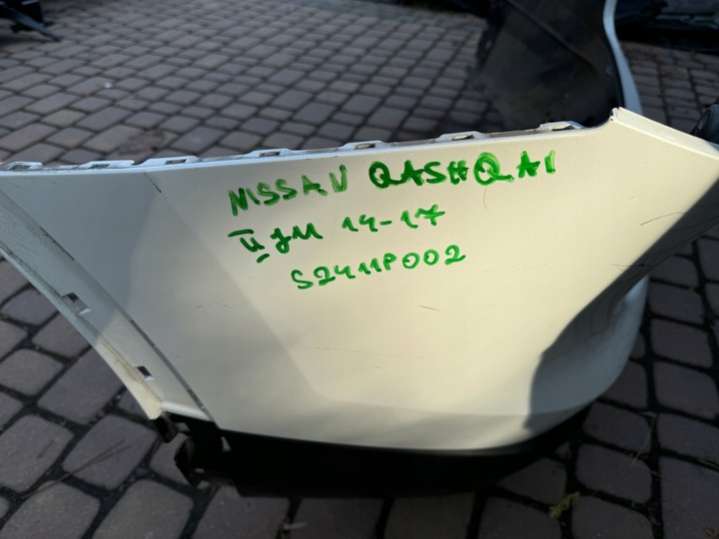 NISSAN QASHQAI
II J11 14-17
S2411P002